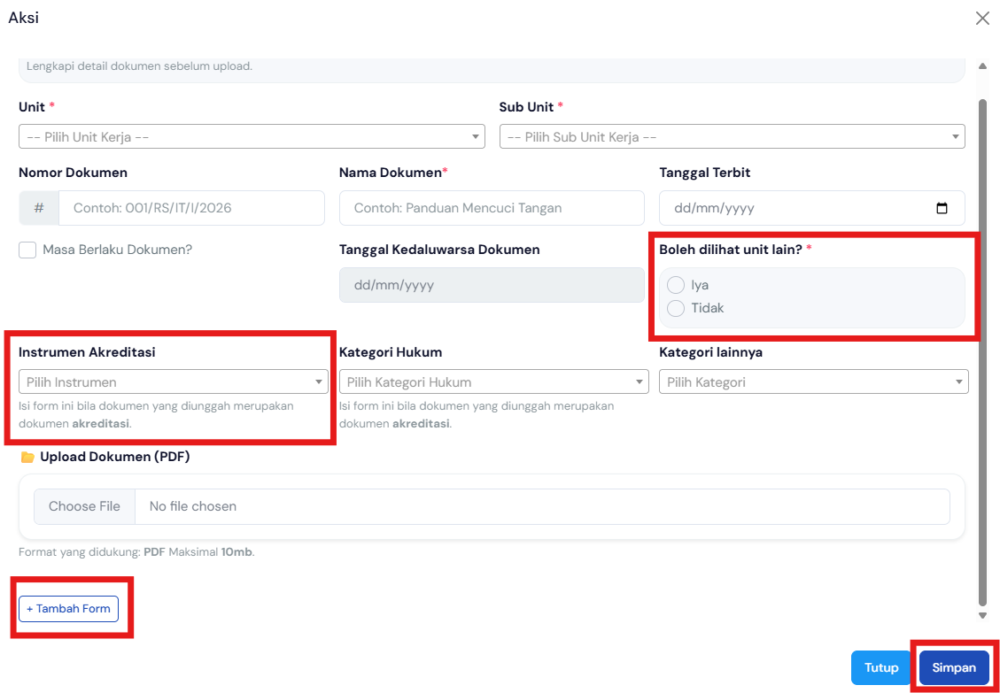 Aksi
Lengkapi detail dokumen sebelum upload.
Unit * Sub Unit *
-- Pilih Unit Kerja -- -- Pilih Sub Unit Kerja --
Nomor Dokumen Nama Dokumen* Tanggal Terbit
# Contoh: 001/RS/IT/I/2026 Contoh: Panduan Mencuci Tangan dd/mm/yyyy
Masa Berlaku Dokumen? Tanggal Kedaluwarsa Dokumen Boleh dilihat unit lain? *
dd/mm/yyyy Iya
Tidak
Instrumen Akreditasi Kategori Hukum Kategori lainnya
Pilih Instrumen Pilih Kategori Hukum Pilih Kategori
Isi form ini bila dokumen yang diunggah merupakan Isi form ini bila dokumen yang diunggah merupakan
dokumen akreditasi. dokumen akreditasi.
Upload Dokumen (PDF)
Choose File No file chosen
Format yang didukung: PDF Maksimal 10mb.
+ Tambah Form
Tutup Simpan